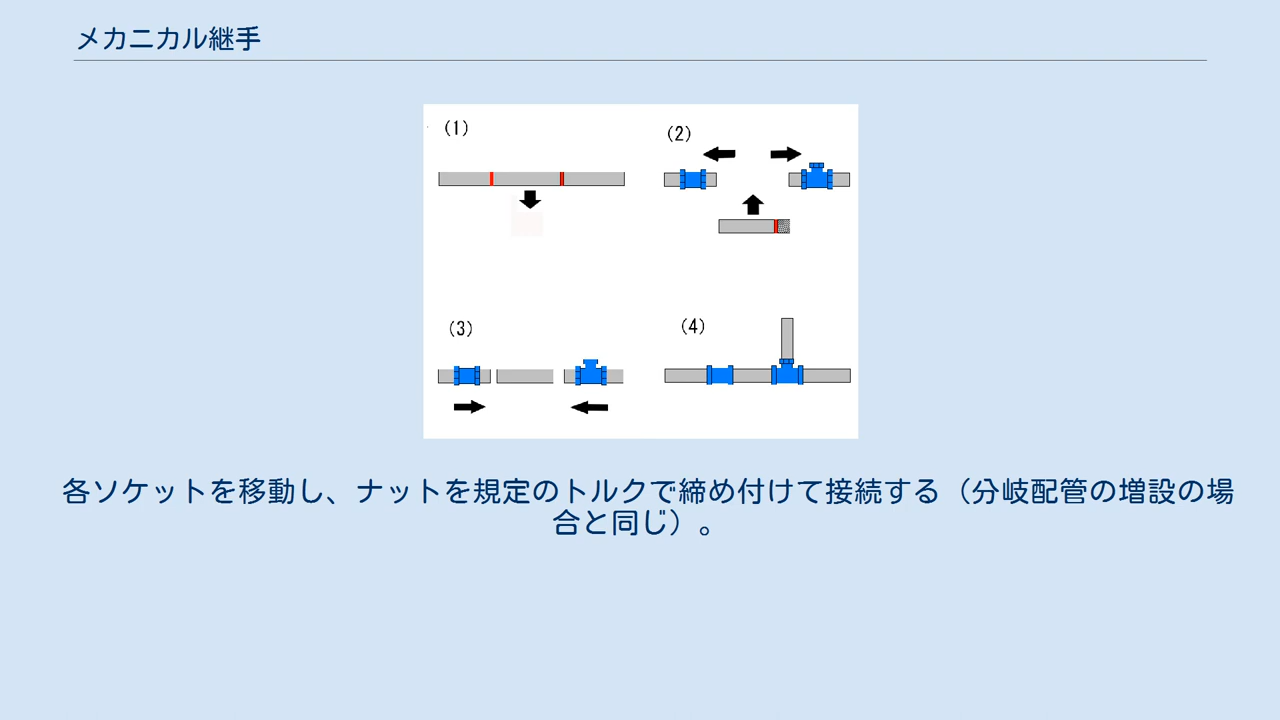 メカニカル継手
(1)
(2)
(3)
(4)
各ソケットを移動し、ナットを規定のトルクで締め付けて接続する（分岐配管の増設の場
合と同じ）。